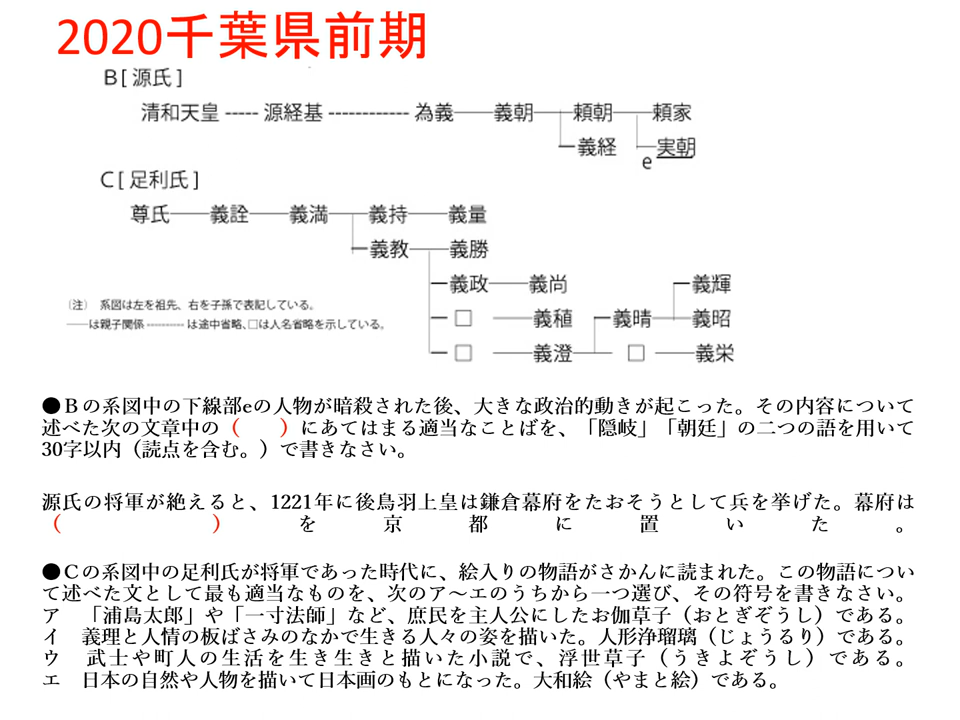 2020千葉県前期
B[ 源氏 ]
清和天皇 ----- 源経基 ------------ 為義――義朝――頼朝――頼家
義経 実朝
e
C[ 足利氏 ]
尊氏――義詮――義満――義持――義量
義教――義勝
義政――義尚 義輝
□ ――義稙 義晴――義昭
□ ――義澄 □ ――義栄
(注) 系図は左を祖先、右を子孫で表記している。
――は親子関係 ---------- は途中省略、□は人名省略を示している。
●Bの系図中の下線部eの人物が暗殺された後、大きな政治的動きが起こった。その内容について
述べた次の文章中の(　　)にあてはまる適当なことばを、「隠岐」「朝廷」の二つの語を用いて
30字以内（読点を含む。）で書きなさい。
源氏の将軍が絶えると、1221年に後鳥羽上皇は鎌倉幕府をたおそうとして兵を挙げた。幕府は
(　　　　　　　　)を京都に置いた。
●Cの系図中の足利氏が将軍であった時代に、絵入りの物語がさかんに読まれた。この物語につい
て述べた文として最も適当なものを、次のア～エのうちから一つ選び、その符号を書きなさい。
ア　「浦島太郎」や「一寸法師」など、庶民を主人公にしたお伽草子（おとぎぞうし）である。
イ　義理と人情の板ばさみのなかで生きる人々の姿を描いた。人形浄瑠璃（じょうるり）である。
ウ　武士や町人の生活を生き生きと描いた小説で、浮世草子（うきよぞうし）である。
エ　日本の自然や人物を描いて日本画のもとになった。大和絵（やまと絵）である。